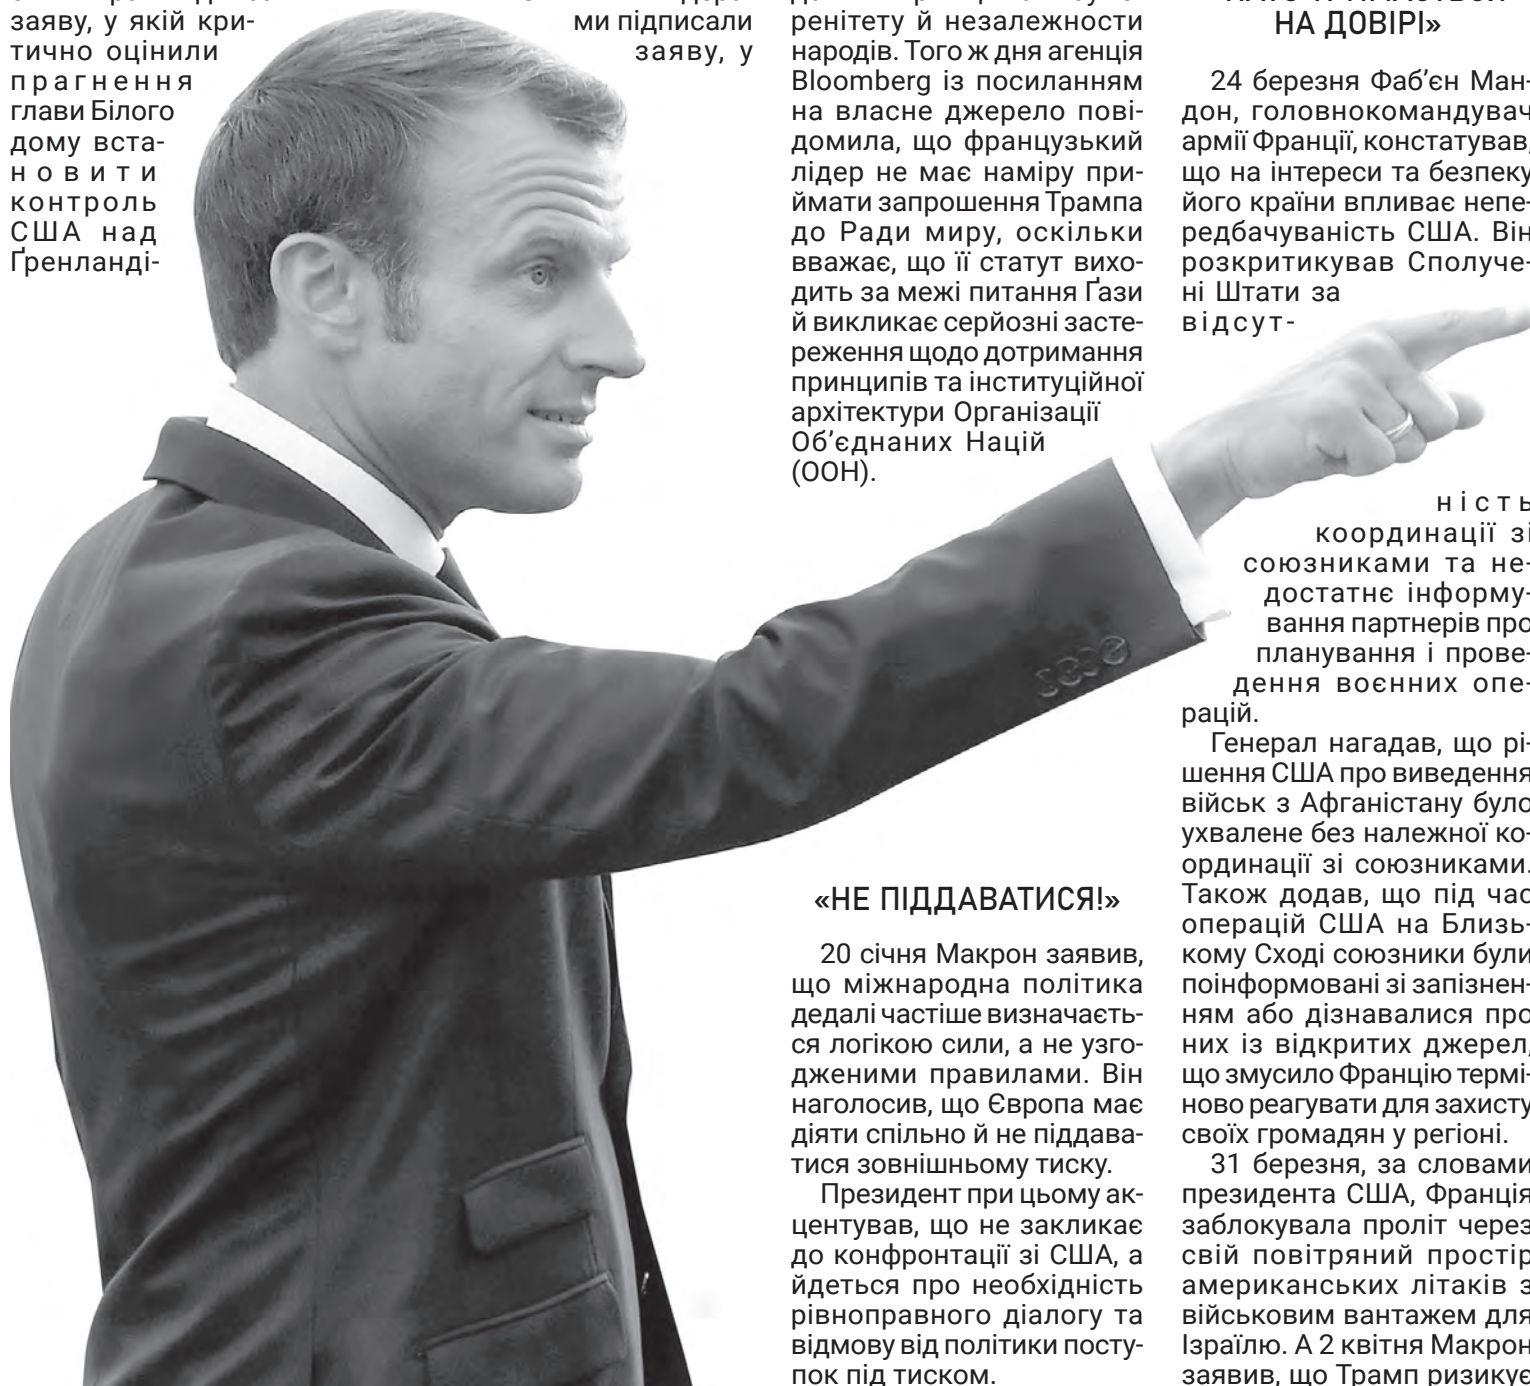 заяву, у якій кри-
тично оцінили
прагнення
глави Білого
дому вста-
новити
контроль
США над
Ґренланді-
ми підписали
заяву, у
ренітету й незалежности
народів. Того ж дня агенція
Bloomberg із посиланням
на власне джерело пові-
домила, що французький
лідер не має наміру при-
ймати запрошення Трампа
до Ради миру, оскільки
вважає, що її статут вихо-
дить за межі питання Ґази
й викликає серйозні засте-
реження щодо дотримання
принципів та інституційної
архітектури Організації
Об’єднаних Націй
(ООН).
«НЕ ПІДДАВАТИСЯ!»
20 січня Макрон заявив,
що міжнародна політика
дедалі частіше визначаєть-
ся логікою сили, а не узго-
дженими правилами. Він
наголосив, що Європа має
діяти спільно й не піддава-
тися зовнішньому тиску.
Президент при цьому ак-
центував, що не закликає
до конфронтації зі США, а
йдеться про необхідність
рівноправного діалогу та
відмову від політики посту-
пок під тиском.
НА ДОВІРІ»
24 березня Фаб’єн Ман-
дон, головнокомандувач
армії Франції, констатував,
що на інтереси та безпеку
його країни впливає непе-
редбачуваність США. Він
розкритикував Сполуче-
ні Штати за
відсут-
ність
координації зі
союзниками та не-
достатнє інформу-
вання партнерів про
планування і прове-
дення воєнних опе-
рацій.
Генерал нагадав, що рі-
шення США про виведення
військ з Афганістану було
ухвалене без належної ко-
ординації зі союзниками.
Також додав, що під час
операцій США на Близь-
кому Сході союзники були
поінформовані зі запізнен-
ням або дізнавалися про
них із відкритих джерел,
що змусило Францію термі-
ново реагувати для захисту
своїх громадян у регіоні.
31 березня, за словами
президента США, Франція
заблокувала проліт через
свій повітряний простір
американських літаків з
військовим вантажем для
Ізраїлю. А 2 квітня Макрон
заявив, що Трамп ризикує